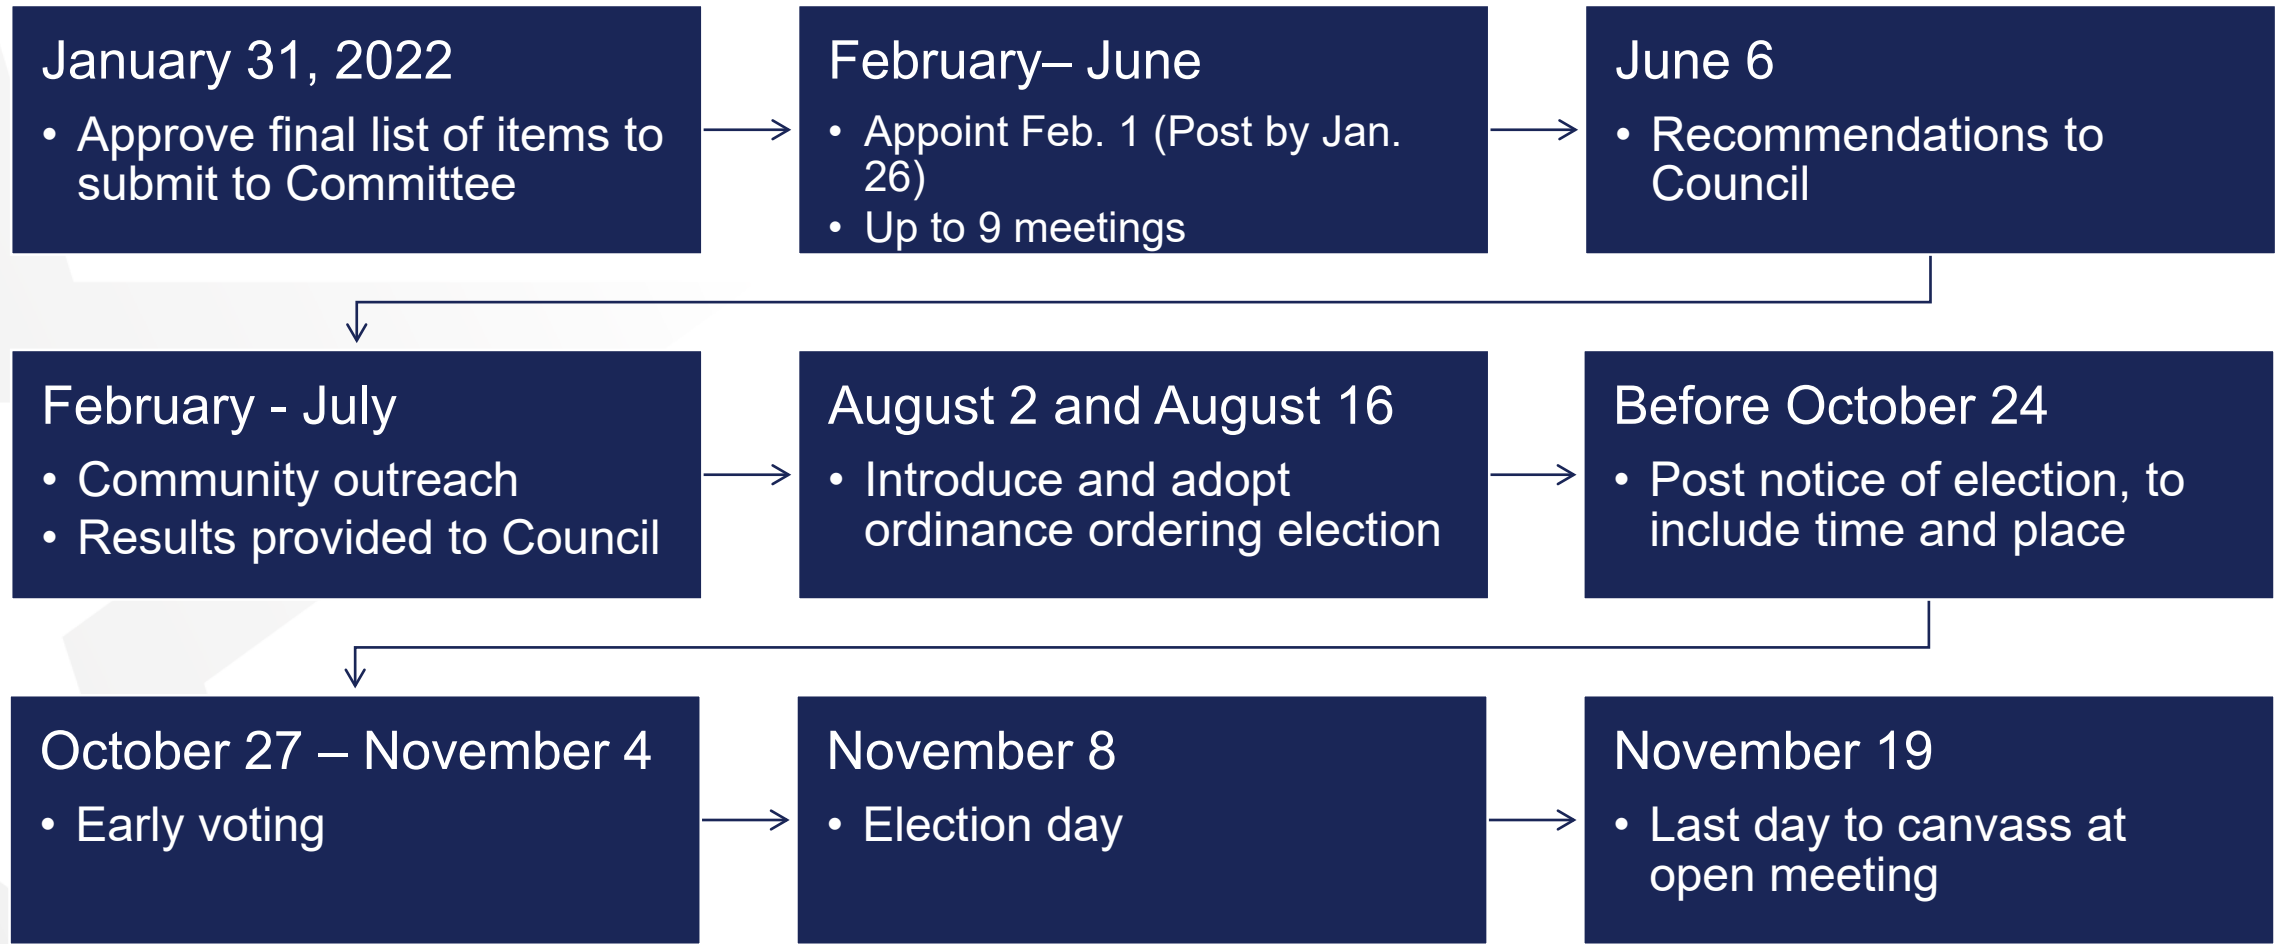 January 31, 2022
• Approve final list of items to
submit to Committee
February– June
• Appoint Feb. 1 (Post by Jan.
26)
• Up to 9 meetings
June 6
• Recommendations to
Council
February - July
• Community outreach
• Results provided to Council
August 2 and August 16
• Introduce and adopt
ordinance ordering election
Before October 24
• Post notice of election, to
include time and place
October 27 – November 4
• Early voting
November 8
• Election day
November 19
• Last day to canvass at
open meeting